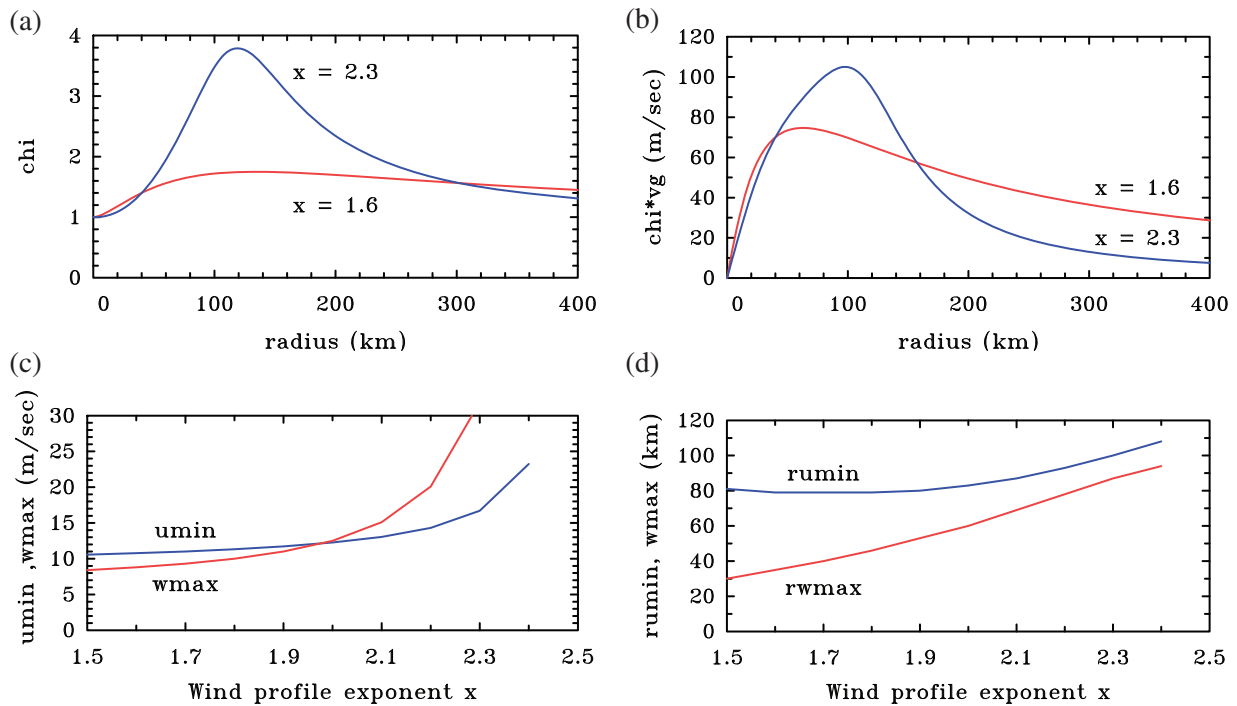 (a)
4
3
2
1
0
chi
x = 2.3
x = 1.6
0 100 200 300 400
radius (km)
(b)
120
100
80
60
40
20
0
chi*vg (m/sec)
x = 1.6
x = 2.3
0 100 200 300 400
radius (km)
(c)
30
25
20
15
10
5
0
umin ,wmax (m/sec)
umin
wmax
1.5 1.7 1.9 2.1 2.3 2.5
Wind profile exponent x
(d)
120
100
80
60
40
20
0
rumin, wmax (km)
rumin
rwmax
1.5 1.7 1.9 2.1 2.3 2.5
Wind profile exponent x